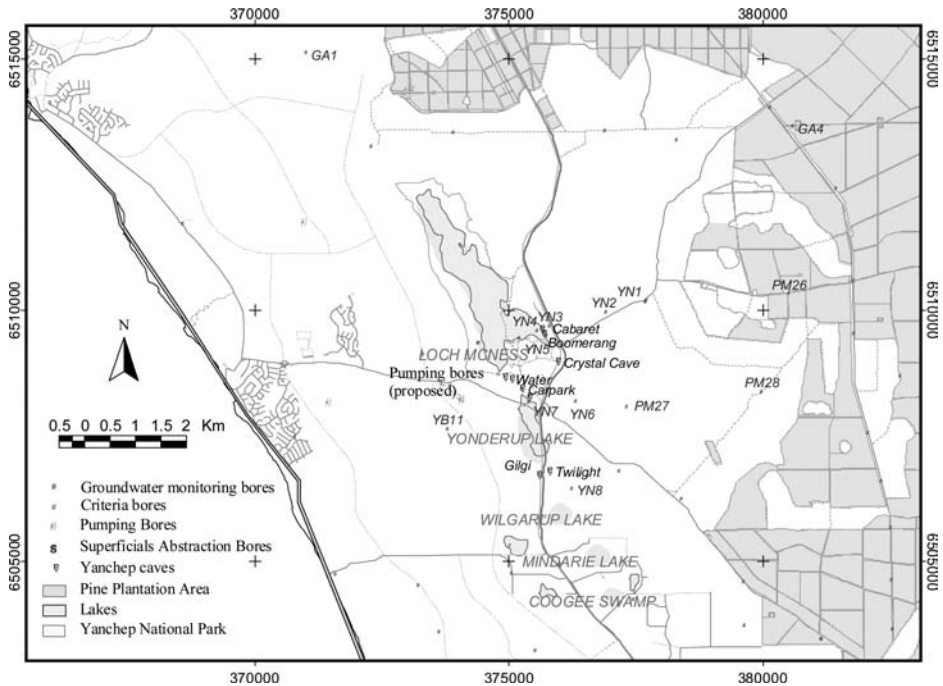 370000
375000
380000
6515000
6515000
GA1
GA4
PM26
YN1
YN2
6510000
6510000
YN3
YN4
Cabaret
Boomerang
YN5
N
LOCH MCNESS
Crystal Cave
Pumping bores
(proposed)
Water
Carpark
PM28
PM27
YN6
YN7
YB11
0.5 0 0.5 1 1.5 2 Km
YONDERUP LAKE
Gilgi
Twilight
YN8
Groundwater monitoring bores
Criteria bores
Pumping Bores
S Superficials Abstraction Bores
Yanchep caves
Pine Plantation Area
Lakes
Yanchep National Park
WILGARUP LAKE
6505000
6505000
MINDARIE LAKE
COOGEE SWAMP
370000
375000
380000